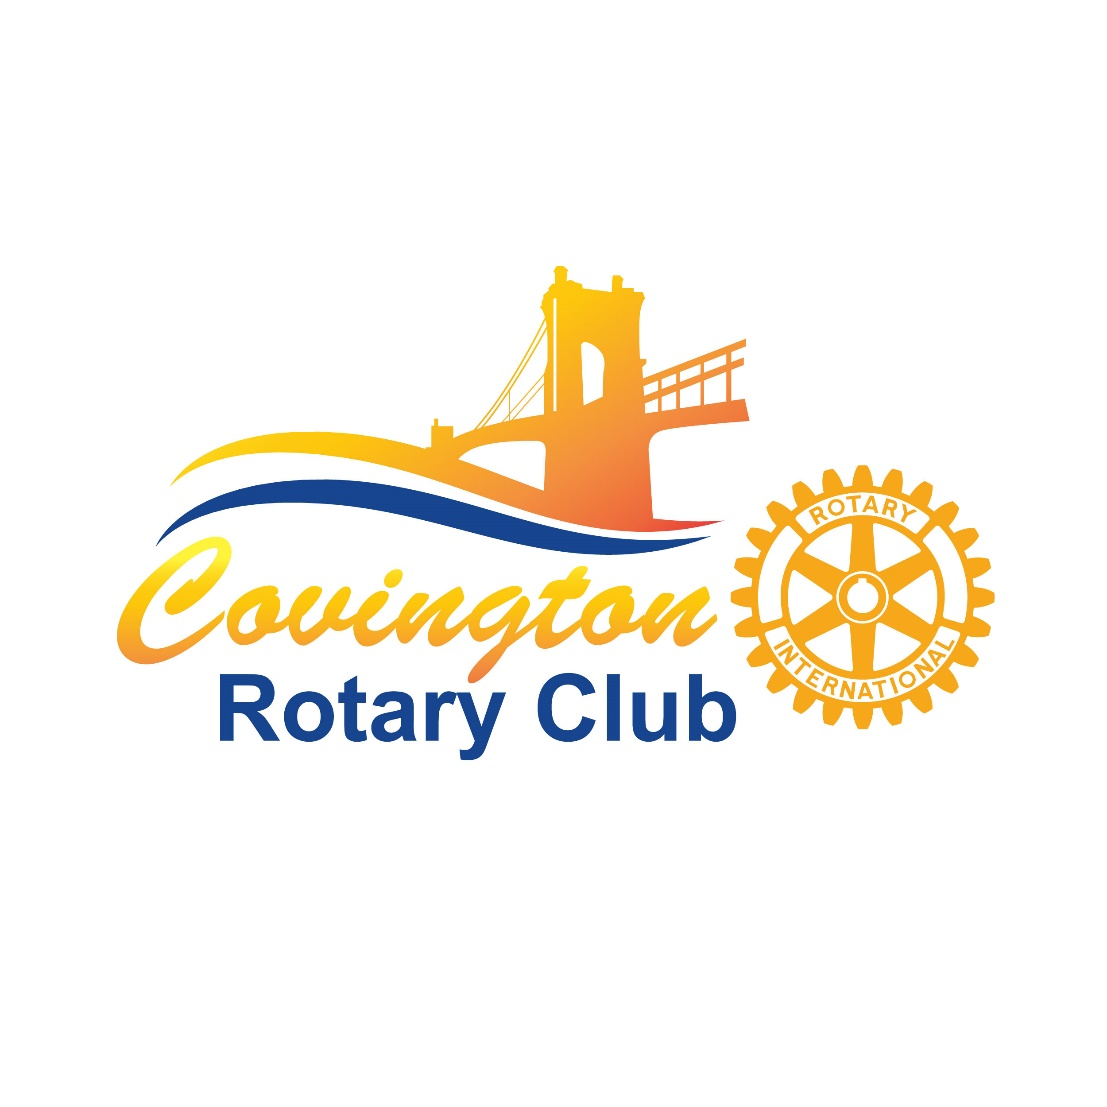 Covington
Rotary Club
ROTARY
INTERNATIONAL